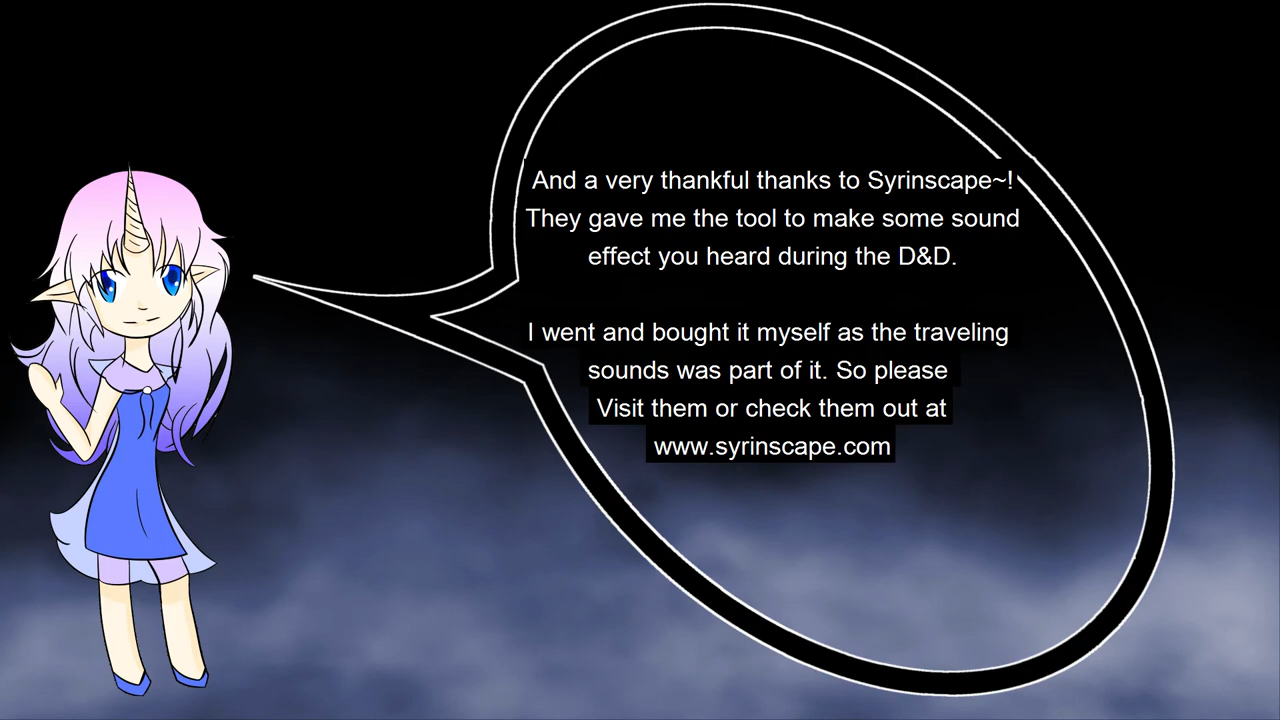 And a very thankful thanks to Syrinscape~!
They gave me the tool to make some sound
effect you heard during the D&D.
I went and bought it myself as the traveling
sounds was part of it. So please
Visit them or check them out at
www.syrinscape.com